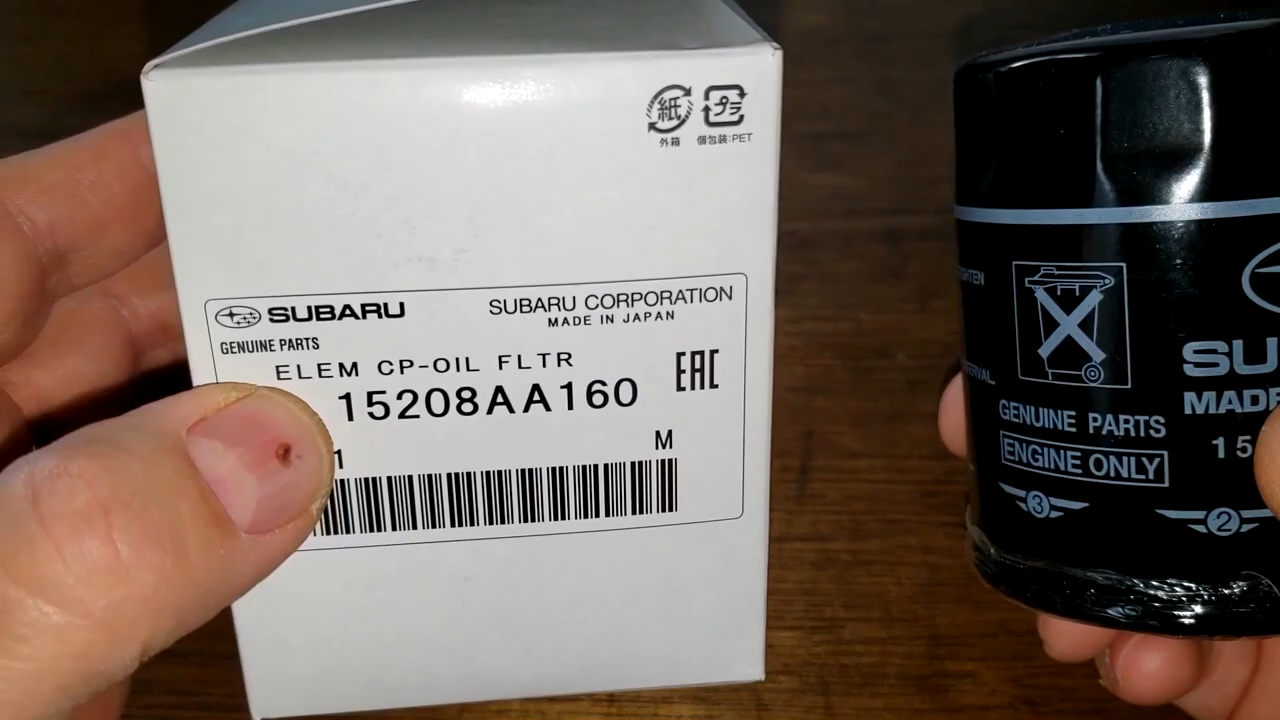 紙 プラ
外箱 個包装:PET
SUBARU SUBARU CORPORATION
MADE IN JAPAN
GENUINE PARTS
ELEM CP-OIL FLTR
15208AA160
EAC
1 M
SU
MADE
15
GENUINE PARTS
ENGINE ONLY
3 2